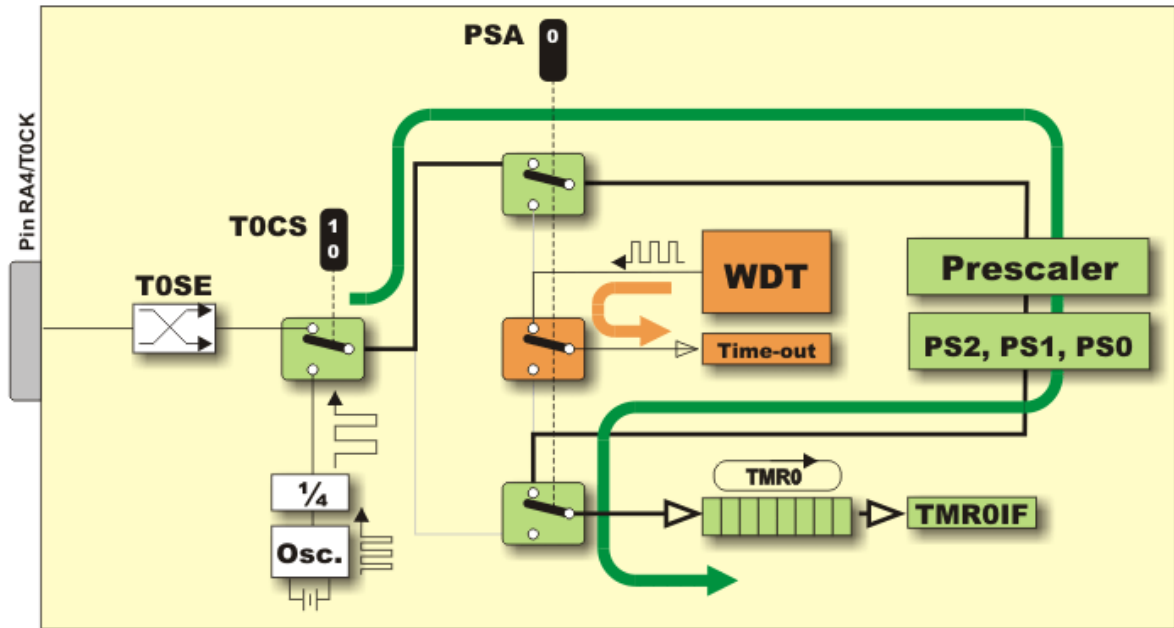 PSA
0
Pin RA4/T0CK
T0CS
1
0
T0SE
WDT
Prescaler
Time-out
PS2, PS1, PS0
¼
TMR0
Osc.
TMR0IF